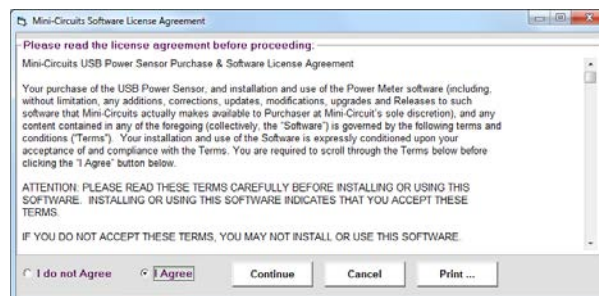 Mini-Circuits Software License Agreement
Please read the license agreement before proceeding:
Mini-Circuits USB Power Sensor Purchase & Software License Agreement
Your purchase of the USB Power Sensor, and installation and use of the Power Meter software (including,
without limitation, any additions, corrections, updates, modifications, upgrades and Releases to such
software that Mini-Circuits actually makes available to Purchaser at Mini-Circuit's sole discretion), and any
content contained in any of the foregoing (collectively, the "Software") is governed by the following terms and
conditions ("Terms"). Your installation and use of the Software is expressly conditioned upon your
acceptance of and compliance with the Terms. You are required to scroll through the Terms below before
clicking the "I Agree" button below.
ATTENTION: PLEASE READ THESE TERMS CAREFULLY BEFORE INSTALLING OR USING THIS
SOFTWARE. INSTALLING OR USING THIS SOFTWARE INDICATES THAT YOU ACCEPT THESE
TERMS.
IF YOU DO NOT ACCEPT THESE TERMS, YOU MAY NOT INSTALL OR USE THIS SOFTWARE.
I do not Agree I Agree Continue Cancel Print ...